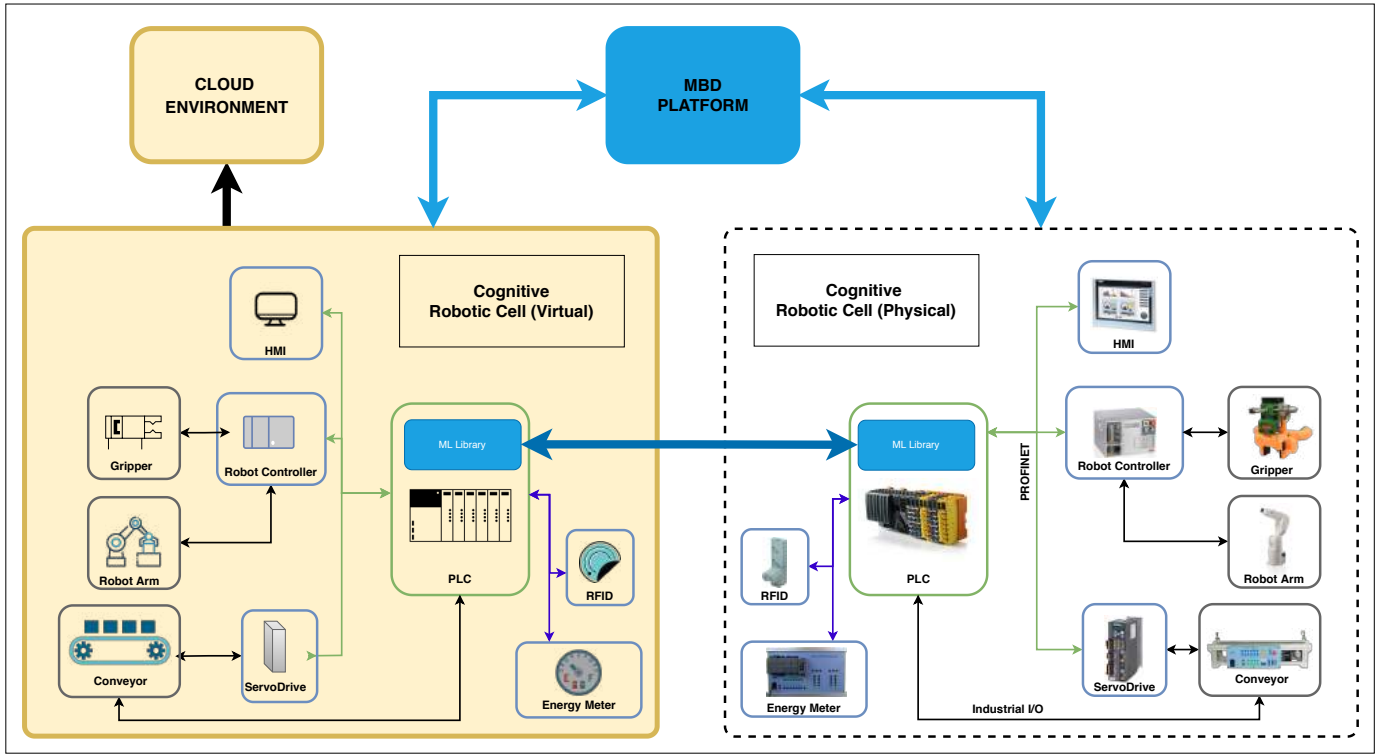 CLOUD
ENVIRONMENT
MBD
PLATFORM
Cognitive
Robotic Cell (Virtual)
HMI
Gripper
Robot Controller
Robot Arm
ML Library
PLC
RFID
Conveyor
ServoDrive
Energy Meter
Cognitive
Robotic Cell (Physical)
HMI
ML Library
PROFINET
Robot Controller
Gripper
RFID
PLC
Robot Arm
Energy Meter
ServoDrive
Conveyor
Industrial I/O